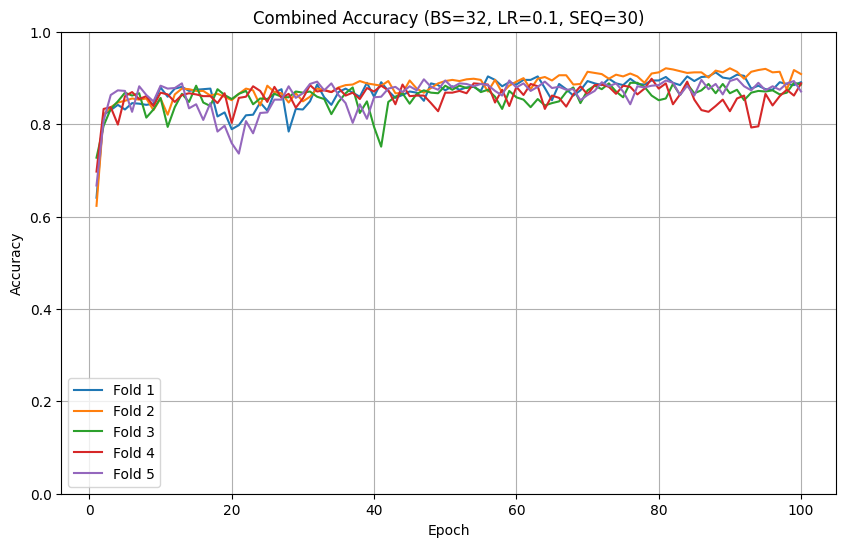 Combined Accuracy (BS=32, LR=0.1, SEQ=30)
1.0
0.8
0.6
0.4
0.2
0.0
Accuracy
Fold 1
Fold 2
Fold 3
Fold 4
Fold 5
0 20 40 60 80 100
Epoch